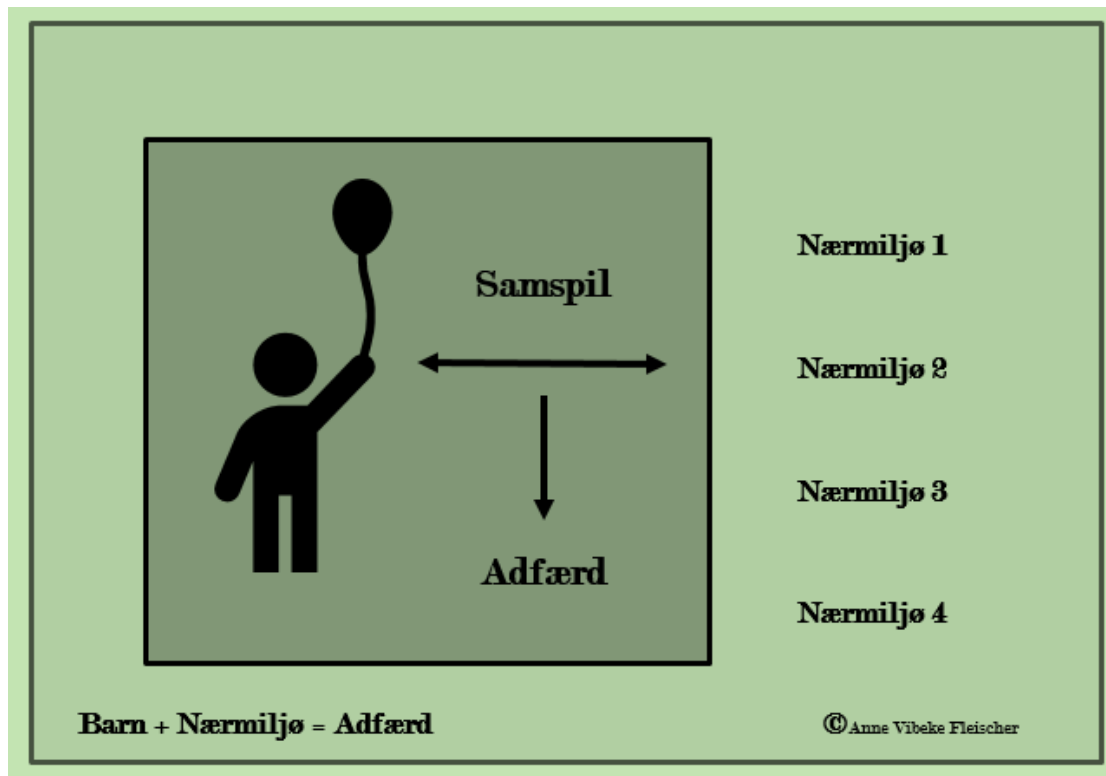 Samspil
Adfærd
Nærmiljø 1
Nærmiljø 2
Nærmiljø 3
Nærmiljø 4
Barn + Nærmiljø = Adfærd
©Anne Vibeke Fleischer